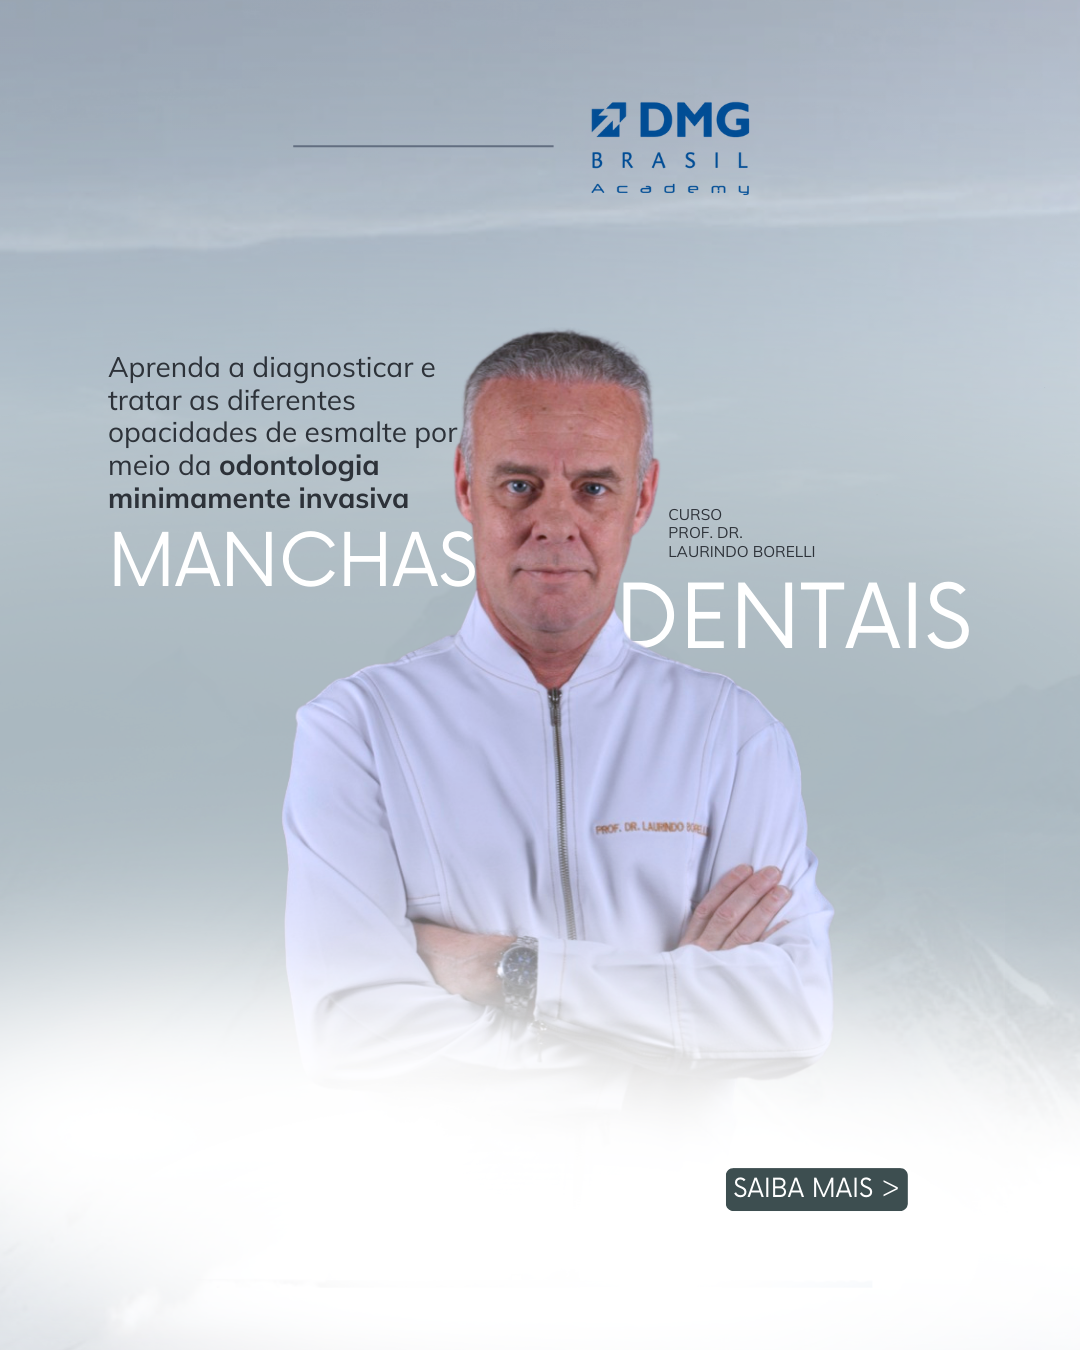 DMG
BRASIL
Academy
Aprenda a diagnosticar e
tratar as diferentes
opacidades de esmalte por
meio da odontologia
minimamente invasiva
MANCHAS
CURSO
PROF. DR.
LAURINDO BORELLI
DENTAIS
PROF. DR. LAURINDO BORELLI
SAIBA MAIS >